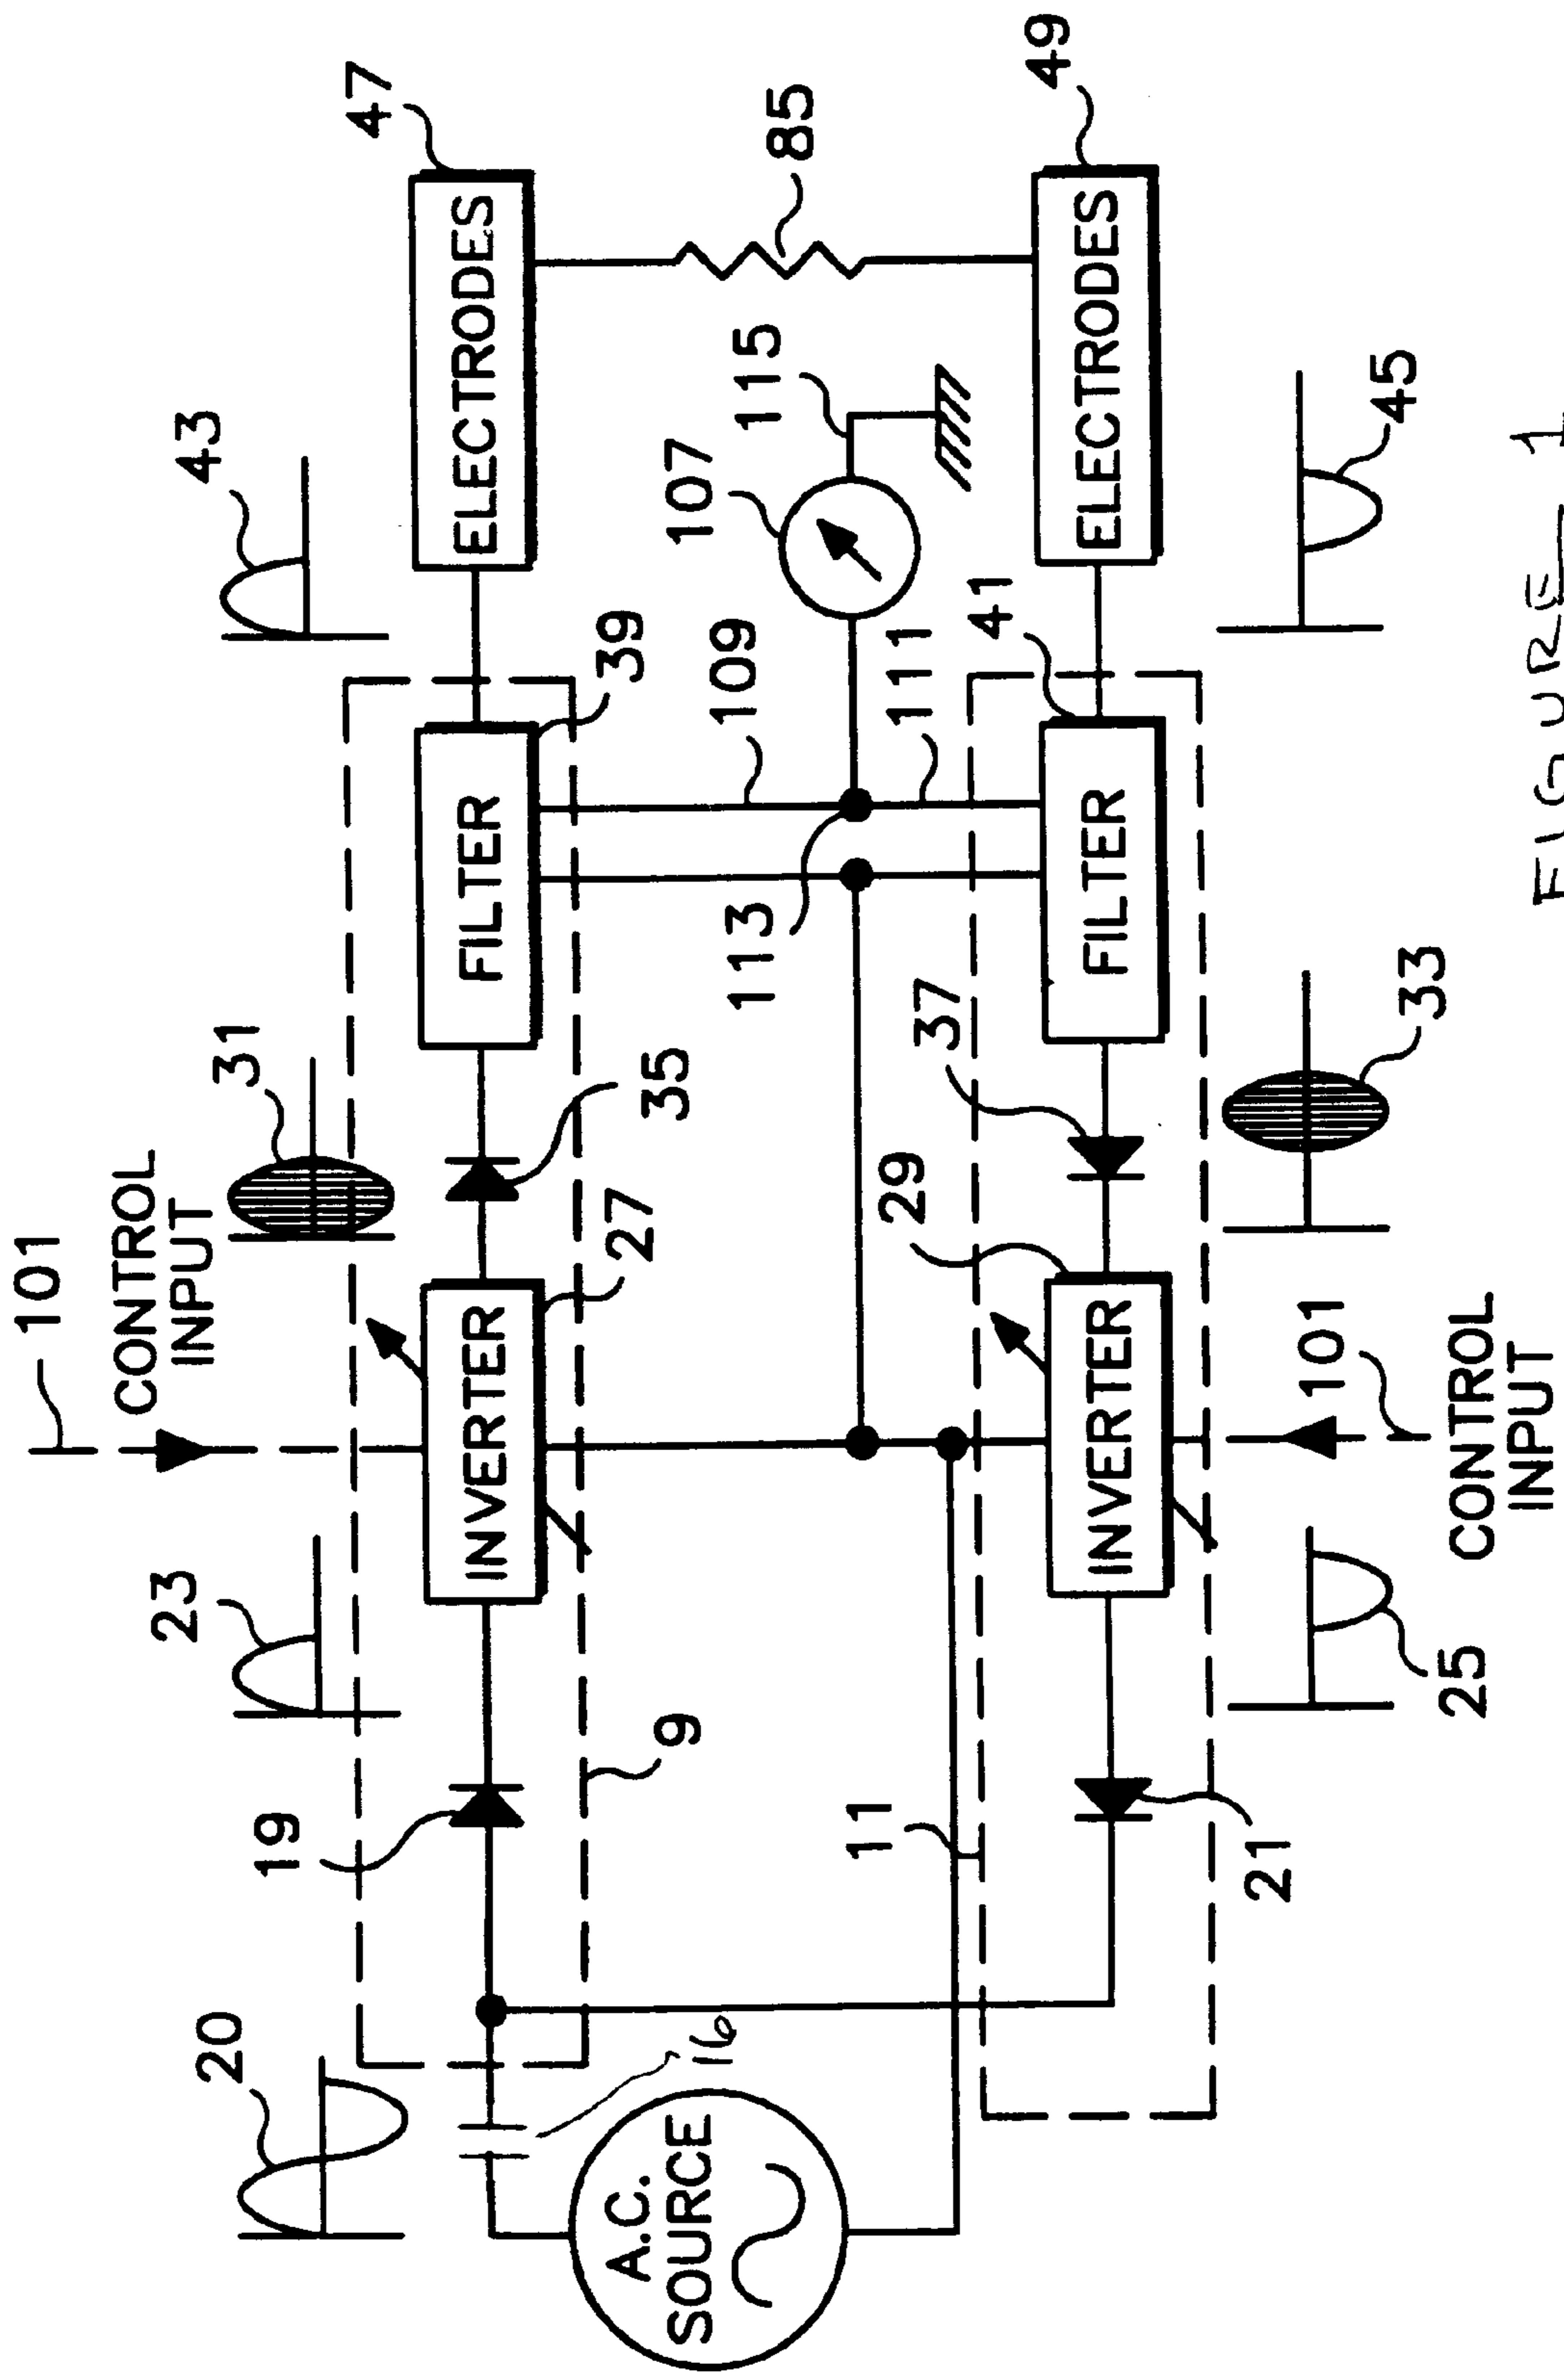 101
CONTROL
INPUT
20
23
31
43
47
19
9
27
35
39
INVERTER
FILTER
ELECTRODES
16
A.C.
SOURCE
113
109
107
115
85
11
29
37
111
41
49
INVERTER
FILTER
ELECTRODES
21
25
33
45
101
CONTROL
INPUT
FIGURE 1